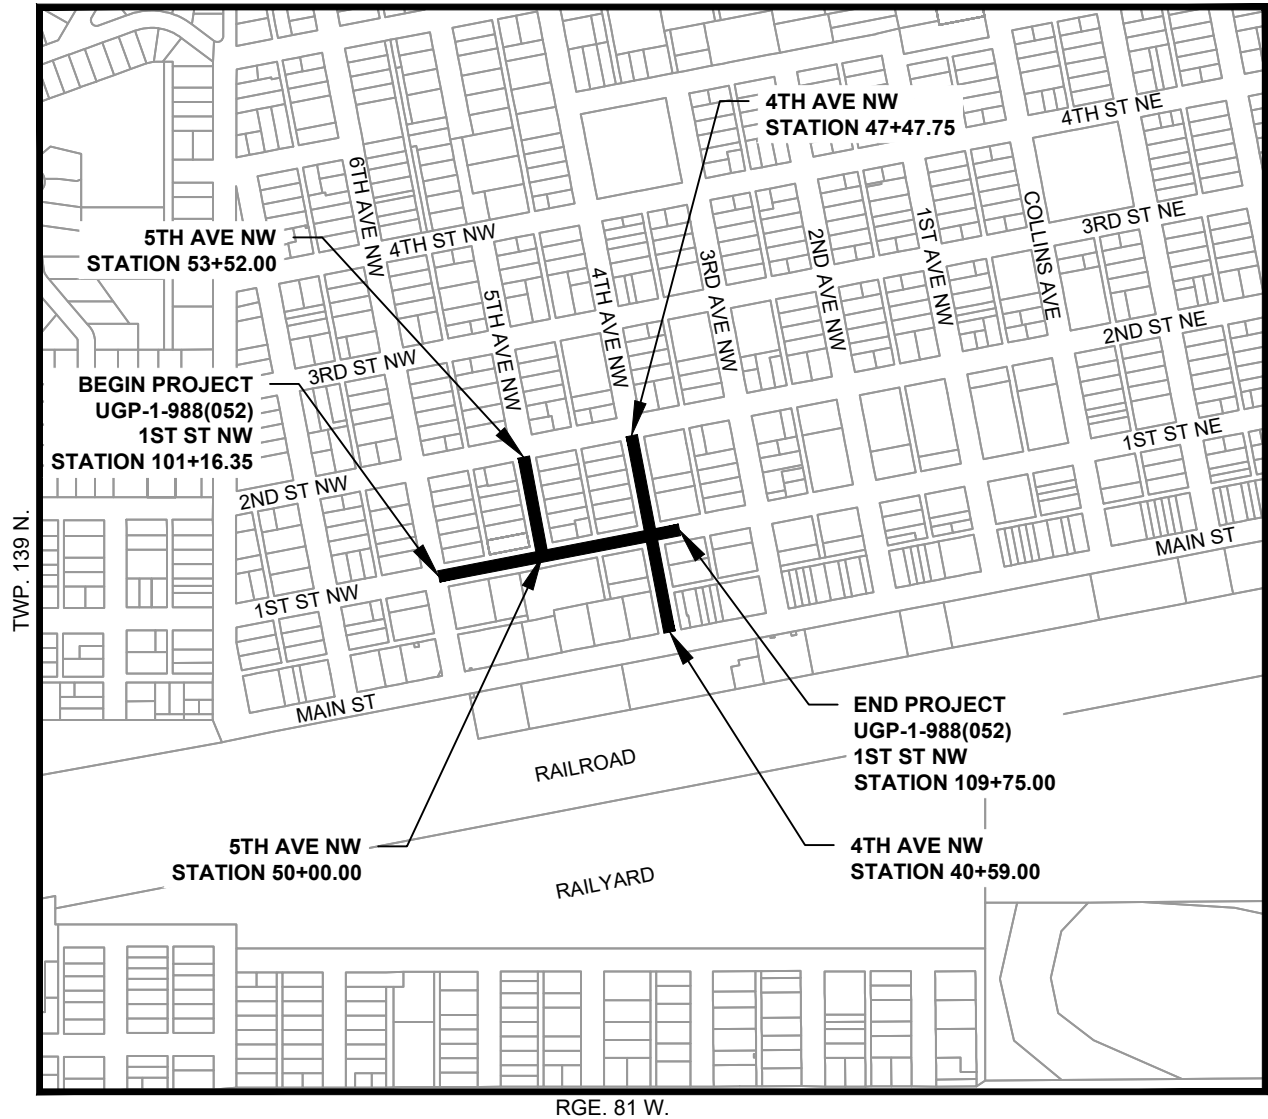 4TH AVE NW
STATION 47+47.75
4TH ST NE
6TH AVE NW
COLLINS AVE
3RD ST NE
1ST AVE NW
2ND AVE NW
4TH ST NW
5TH AVE NW
STATION 53+52.00
3RD AVE NW
4TH AVE NW
5TH AVE NW
2ND ST NE
3RD ST NW
BEGIN PROJECT
UGP-1-988(052)
1ST ST NW
STATION 101+16.35
1ST ST NE
2ND ST NW
MAIN ST
TWP. 139 N.
1ST ST NW
MAIN ST
END PROJECT
UGP-1-988(052)
1ST ST NW
STATION 109+75.00
RAILROAD
5TH AVE NW
STATION 50+00.00
4TH AVE NW
STATION 40+59.00
RAILYARD
RGE. 81 W.